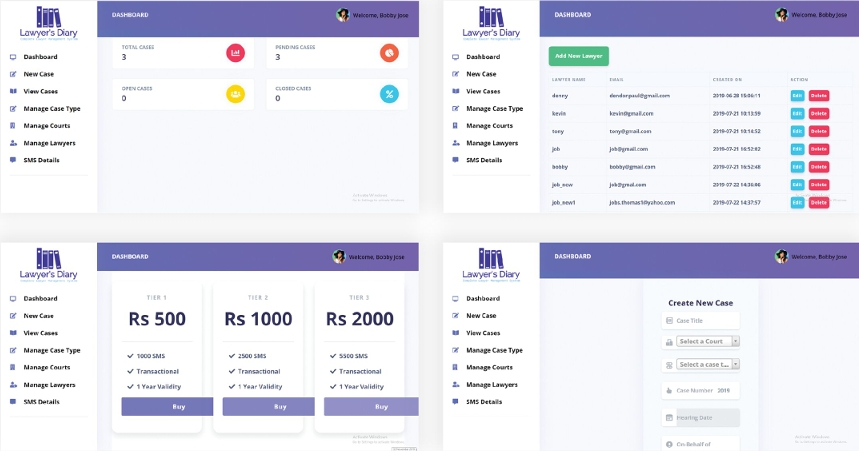 Lawyer's Diary
Dashboard
New Case
View Cases
Manage Case Type
Manage Courts
Manage Lawyers
SMS Details
DASHBOARD
Welcome, Bobby Jose
TOTAL CASES
3
PENDING CASES
3
OPEN CASES
0
CLOSED CASES
0
Activate Windows
Lawyer's Diary
Dashboard
New Case
View Cases
Manage Case Type
Manage Courts
Manage Lawyers
SMS Details
DASHBOARD
Welcome, Bobby Jose
Add New Lawyer
LAWYER NAME EMAIL CREATED ON ACTION
denny dendonpaul@gmail.com 2019-06-28 15:06:11 Edit Delete
kevin kevin@gmail.com 2019-07-21 10:13:59 Edit Delete
tony tony@gmail.com 2019-07-21 10:14:52 Edit Delete
job job@gmail.com 2019-07-21 16:52:02 Edit Delete
bobby bobby@gmail.com 2019-07-21 16:52:48 Edit Delete
job_new job@gmail.com 2019-07-22 14:36:06 Edit Delete
job_new1 jobs.thomas1@yahoo.com 2019-07-22 14:37:57 Edit Delete
Lawyer's Diary
Dashboard
New Case
View Cases
Manage Case Type
Manage Courts
Manage Lawyers
SMS Details
DASHBOARD
Welcome, Bobby Jose
TIER 1
Rs 500
1000 SMS
Transactional
1 Year Validity
Buy
TIER 2
Rs 1000
2500 SMS
Transactional
1 Year Validity
Buy
TIER 3
Rs 2000
5500 SMS
Transactional
1 Year Validity
Buy
Activate Windows
Lawyer's Diary
Dashboard
New Case
View Cases
Manage Case Type
Manage Courts
Manage Lawyers
SMS Details
DASHBOARD
Welcome, Bobby Jose
Create New Case
Case Title
Select a Court
Select a case t...
Case Number 2019
Hearing Date
On-Behalf of
Activate Windows